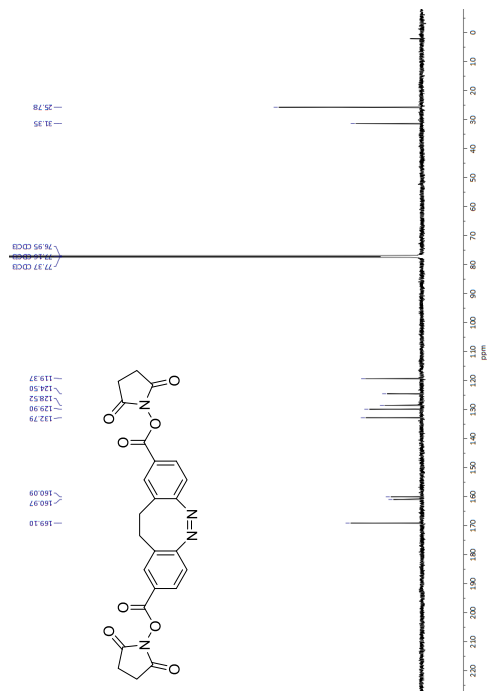 25.78
31.35
76.95 CDCl3
77.16 CDCl3
77.37 CDCl3
119.37
124.50
128.52
129.90
132.79
160.09
160.97
169.10
O
N
O
O
O
N
N
O
O
O
N
O
0
10
20
30
40
50
60
70
80
90
100
110
120
130
140
150
160
170
180
190
200
210
220
ppm